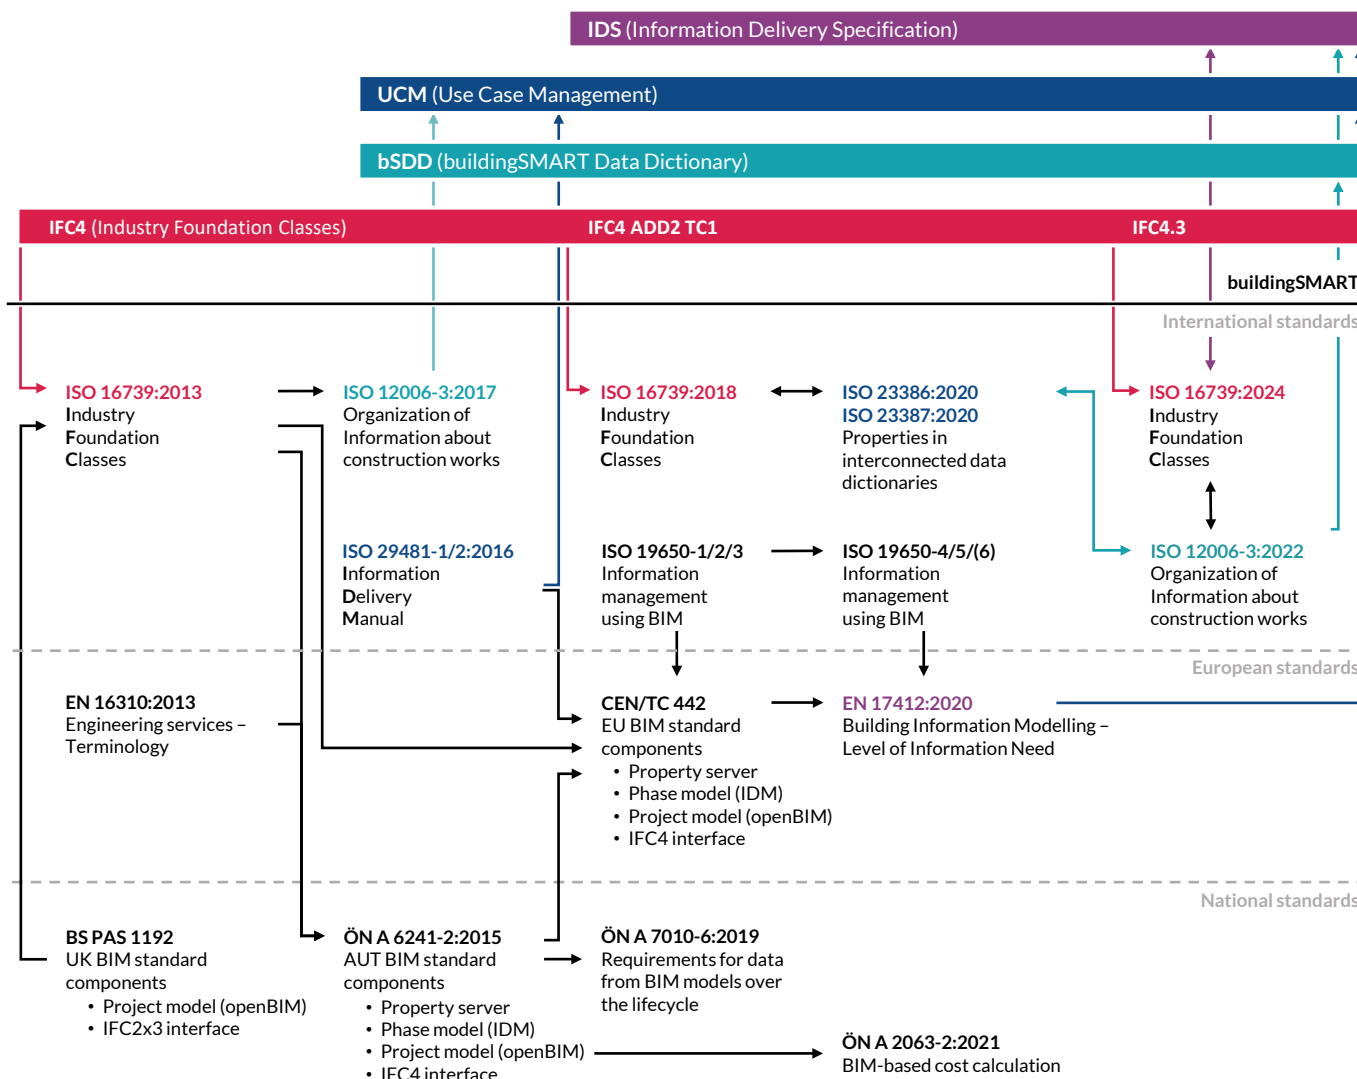 IDS (Information Delivery Specification)
UCM (Use Case Management)
bSDD (buildingSMART Data Dictionary)
IFC4 (Industry Foundation Classes)
IFC4 ADD2 TC1
IFC4.3
buildingSMART
International standards
ISO 16739:2013
Industry
Foundation
Classes
ISO 12006-3:2017
Organization of
Information about
construction works
ISO 16739:2018
Industry
Foundation
Classes
ISO 23386:2020
ISO 23387:2020
Properties in
interconnected data
dictionaries
ISO 16739:2024
Industry
Foundation
Classes
ISO 29481-1/2:2016
Information
Delivery
Manual
ISO 19650-1/2/3
Information
management
using BIM
ISO 19650-4/5/(6)
Information
management
using BIM
ISO 12006-3:2022
Organization of
Information about
construction works
European standards
EN 16310:2013
Engineering services –
Terminology
CEN/TC 442
EU BIM standard
components
• Property server
• Phase model (IDM)
• Project model (openBIM)
• IFC4 interface
EN 17412:2020
Building Information Modelling –
Level of Information Need
National standards
BS PAS 1192
UK BIM standard
components
• Project model (openBIM)
• IFC2x3 interface
ÖN A 6241-2:2015
AUT BIM standard
components
• Property server
• Phase model (IDM)
• Project model (openBIM)
• IFC4 interface
ÖN A 7010-6:2019
Requirements for data
from BIM models over
the lifecycle
ÖN A 2063-2:2021
BIM-based cost calculation